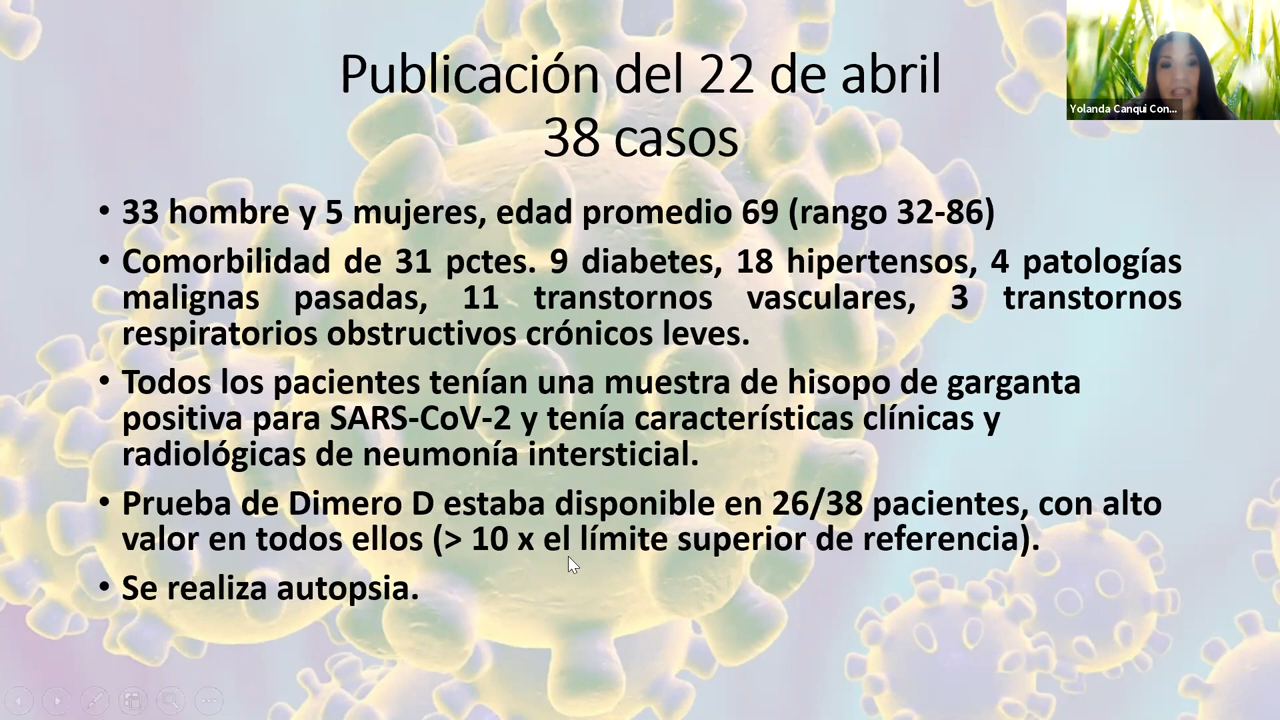 Publicación del 22 de abril
38 casos
Yolanda Canqui Con...
• 33 hombre y 5 mujeres, edad promedio 69 (rango 32-86)
• Comorbilidad de 31 pctes. 9 diabetes, 18 hipertensos, 4 patologías
malignas pasadas, 11 transtornos vasculares, 3 transtornos
respiratorios obstructivos crónicos leves.
• Todos los pacientes tenían una muestra de hisopo de garganta
positiva para SARS-CoV-2 y tenía características clínicas y
radiológicas de neumonía intersticial.
• Prueba de Dimero D estaba disponible en 26/38 pacientes, con alto
valor en todos ellos (> 10 x el límite superior de referencia).
• Se realiza autopsia.